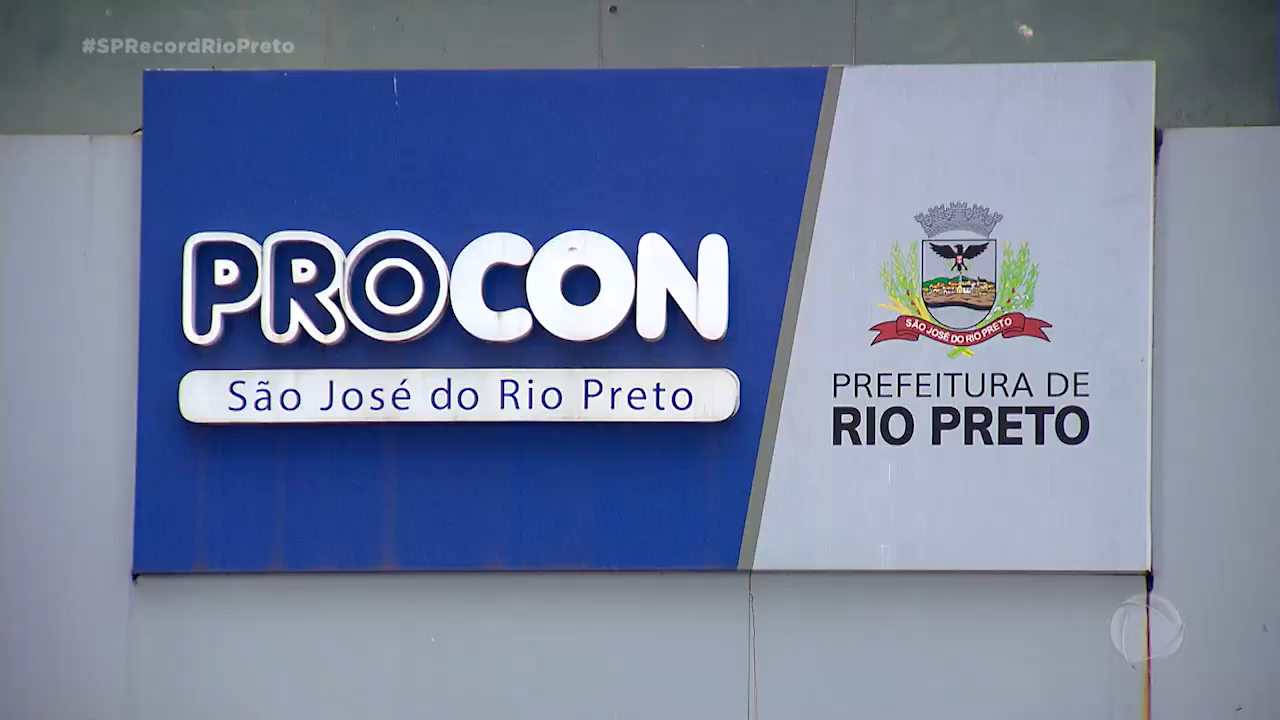 #SPRecordRioPreto
PROCON
São José do Rio Preto
SÃO JOSÉ DO RIO PRETO
PREFEITURA DE
RIO PRETO